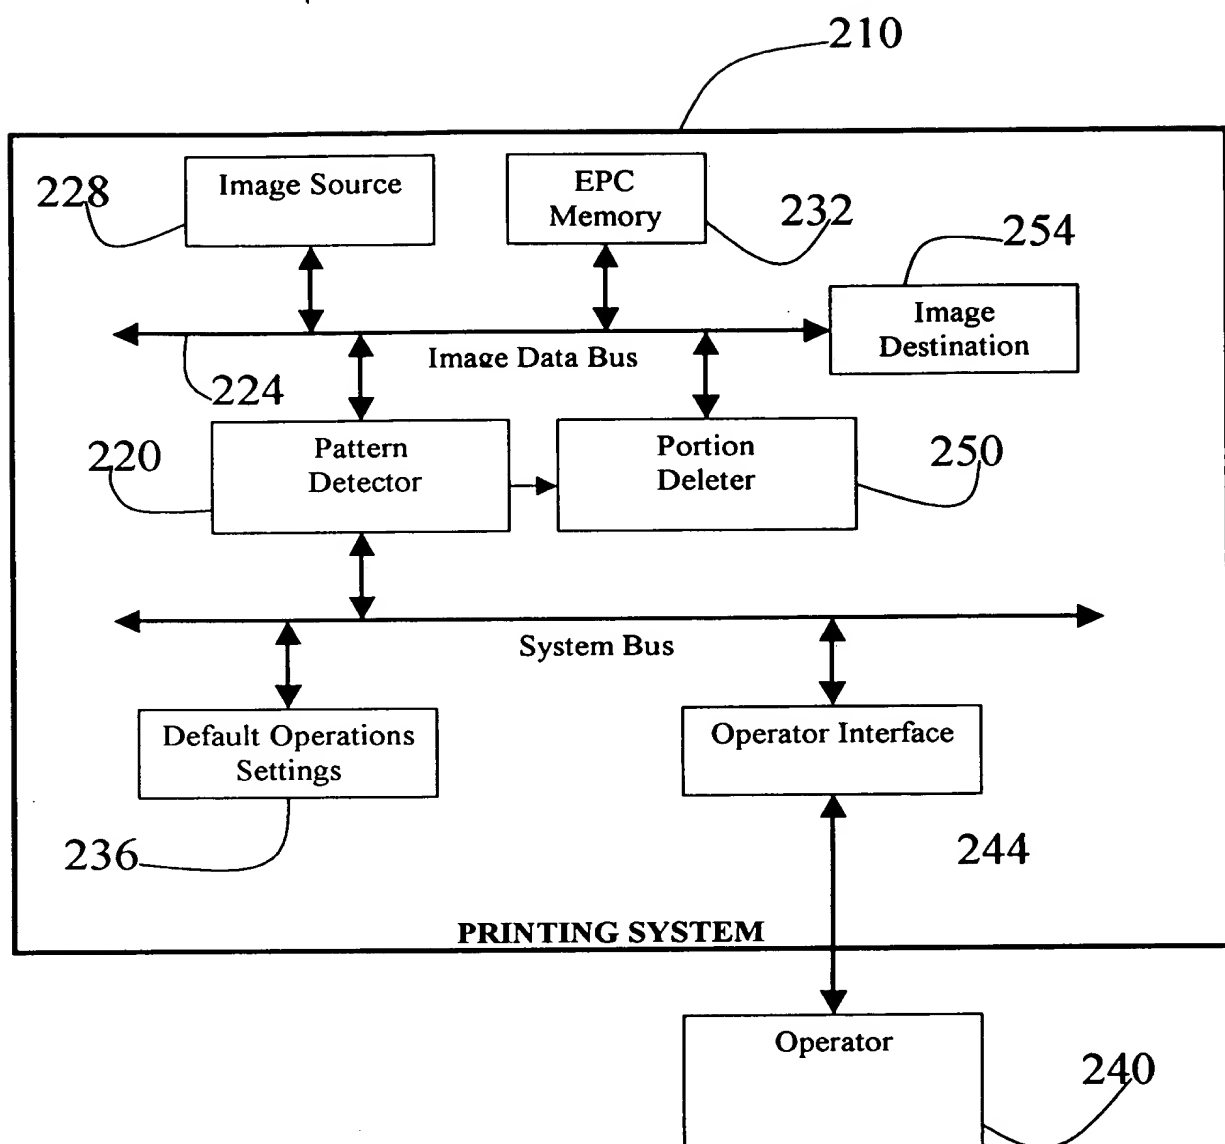 210
228
Image Source
EPC
Memory
232
254
Image
Destination
Image Data Bus
224
220
Pattern
Detector
Portion
Deleter
250
System Bus
Default Operations
Settings
Operator Interface
236
244
PRINTING SYSTEM
Operator
240